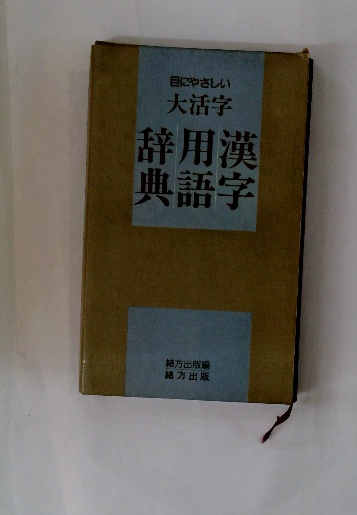 目にやさしい
大活字
漢字
用語
辞典
緒方出版編
緒方出版